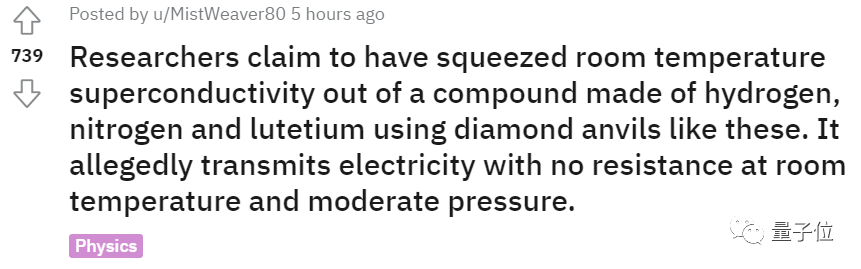 Posted by u/MistWeaver80 5 hours ago
739
Researchers claim to have squeezed room temperature
superconductivity out of a compound made of hydrogen,
nitrogen and lutetium using diamond anvils like these. It
allegedly transmits electricity with no resistance at room
temperature and moderate pressure.
Physics
量子位